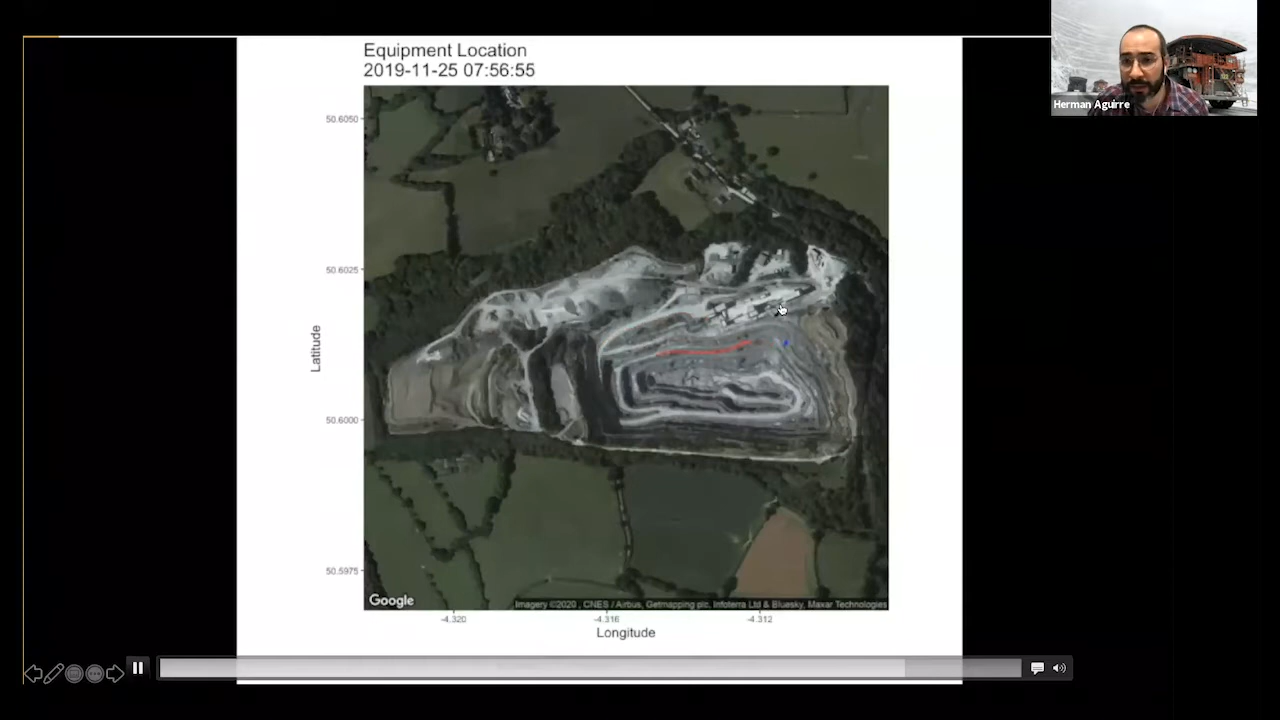 Equipment Location
2019-11-25 07:56:55
Herman Aguirre
50.6050
50.6025
Latitude
50.6000
50.5975
Google
Imagery ©2020 , CNES / Airbus, Getmapping plc, Infoterra Ltd & Bluesky, Maxar Technologies
-4.320
-4.316
-4.312
Longitude